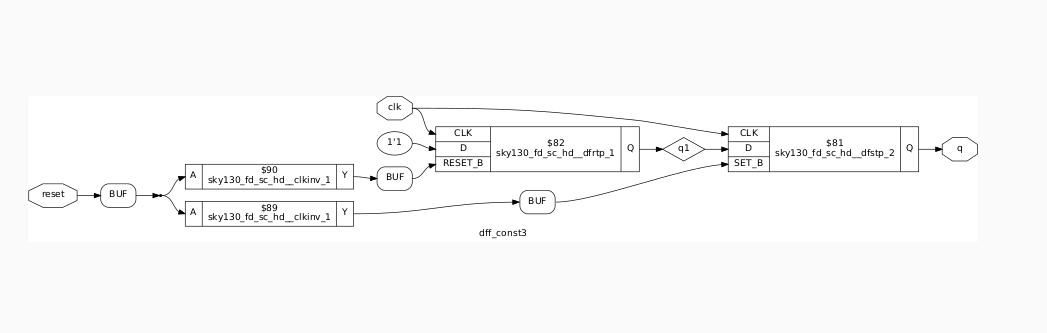 clk
CLK
D
RESET_B
$82
sky130_fd_sc_hd__dfrtp_1
Q
1'1
q1
CLK
D
SET_B
$81
sky130_fd_sc_hd__dfstp_2
Q
q
reset
BUF
A
$90
sky130_fd_sc_hd__clkinv_1
Y
BUF
A
$89
sky130_fd_sc_hd__clkinv_1
Y
BUF
dff_const3